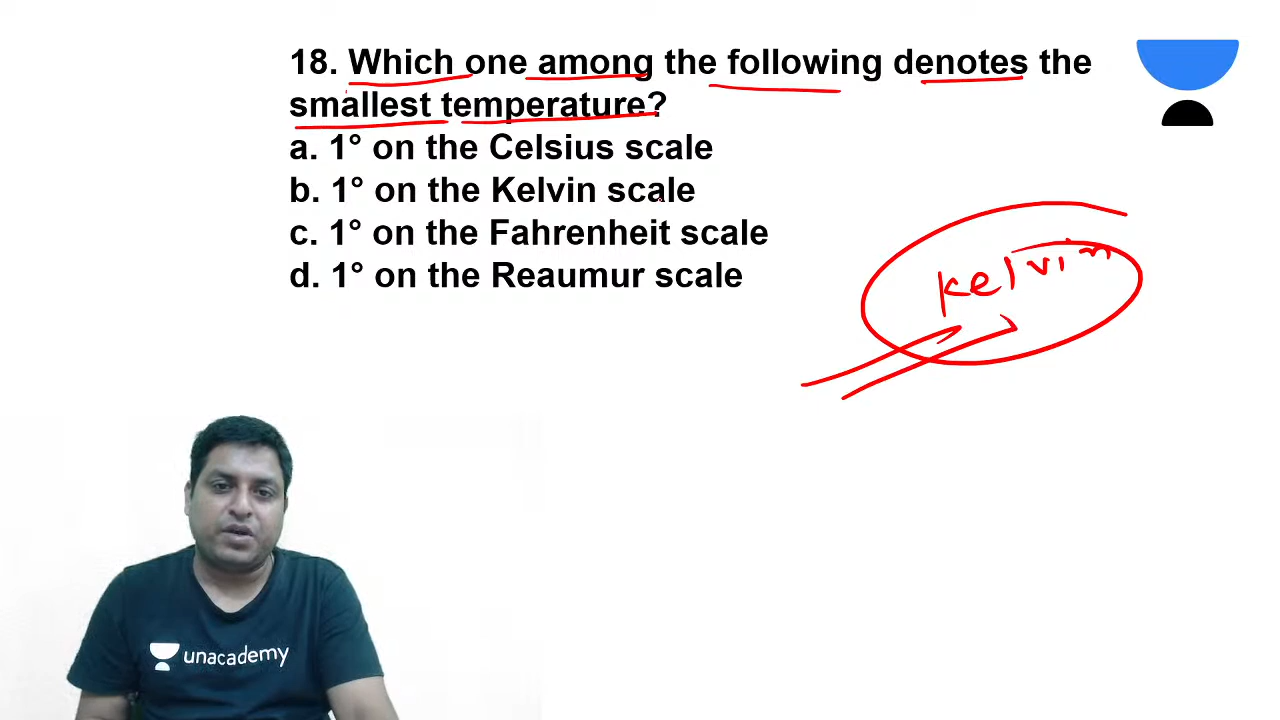 18. Which one among the following denotes the
smallest temperature?
a. 1° on the Celsius scale
b. 1° on the Kelvin scale
c. 1° on the Fahrenheit scale
d. 1° on the Reaumur scale
Kelvin
unacademy